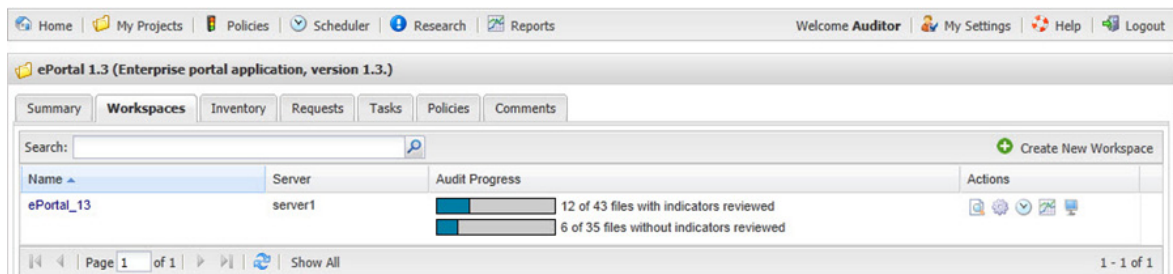 Home | My Projects | Policies | Scheduler | Research | Reports Welcome Auditor | My Settings | Help | Logout
ePortal 1.3 (Enterprise portal application, version 1.3.)
Summary Workspaces Inventory Requests Tasks Policies Comments
Search: Create New Workspace
Name Server Audit Progress Actions
ePortal_13 server1 12 of 43 files with indicators reviewed
6 of 35 files without indicators reviewed
Page 1 of 1 | Show All 1 - 1 of 1